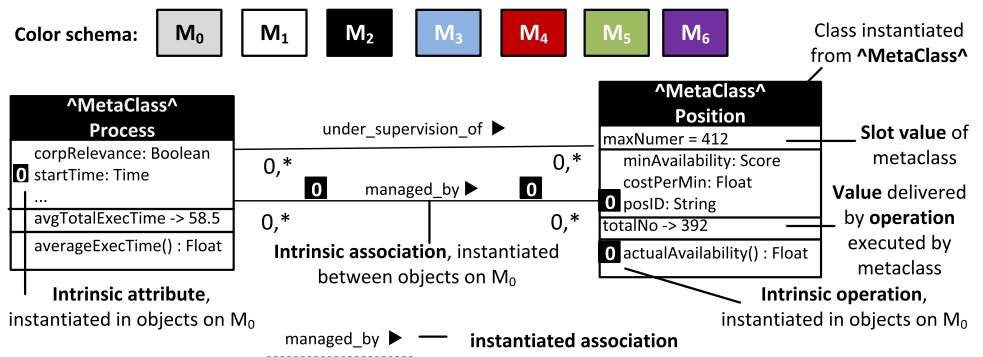 Color schema: M0 M1 M2 M3 M4 M5 M6
Class instantiated
from ^MetaClass^
^MetaClass^
Process
corpRelevance: Boolean
0 startTime: Time
...
avgTotalExecTime -> 58.5
averageExecTime() : Float
under_supervision_of ▶
0,* 0,*
0 managed_by ▶ 0
0,* 0,*
^MetaClass^
Position
maxNumer = 412
minAvailability: Score
costPerMin: Float
0 posID: String
totalNo -> 392
0 actualAvailability() : Float
Slot value of
metaclass
Value delivered
by operation
executed by
metaclass
Intrinsic association, instantiated
between objects on M0
Intrinsic attribute,
instantiated in objects on M0
Intrinsic operation,
instantiated in objects on M0
managed_by ▶ instantiated association